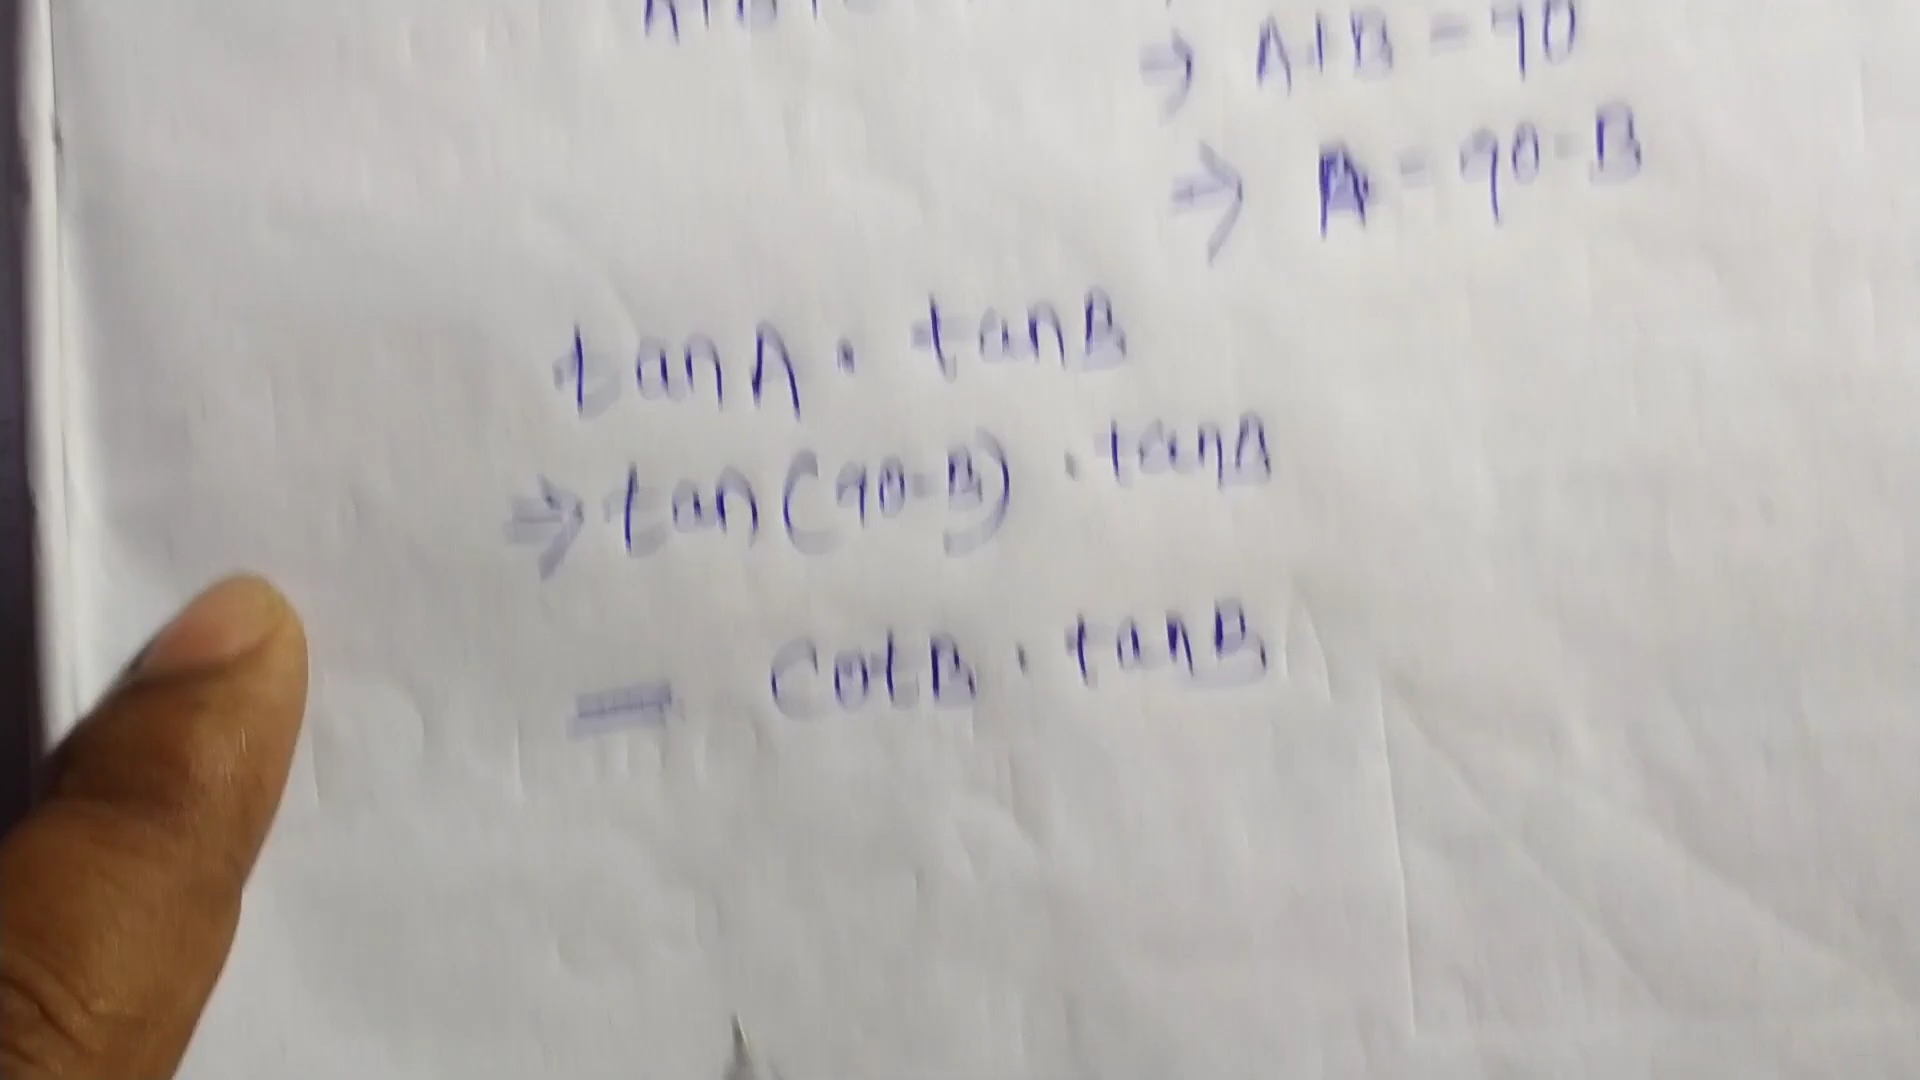 ⇒ A+B = 90
⇒ A = 90-B
tanA . tanB
⇒ tan(90-B) . tanB
= CotB . tanB